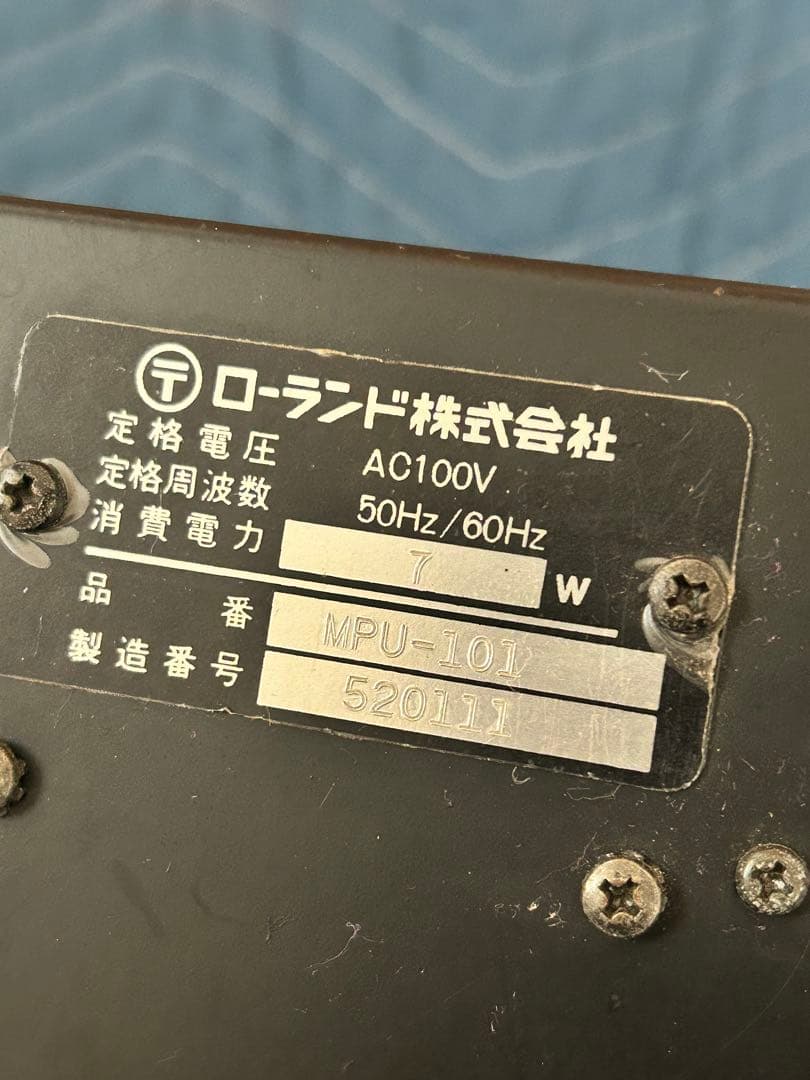 〒 ローランド株式会社
定格電圧 AC100V
定格周波数 50Hz/60Hz
消費電力 7 W
品番 MPU-101
製造番号 520111